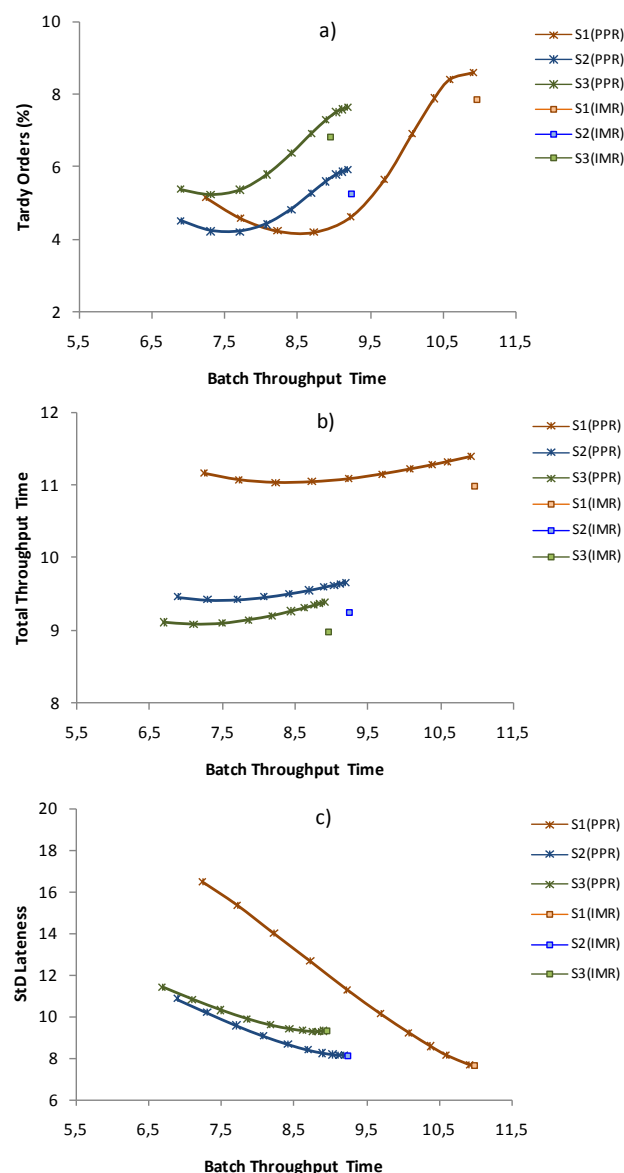 a)
10
8
6
4
2
Tardy Orders (%)
5,5 6,5 7,5 8,5 9,5 10,5 11,5
Batch Throughput Time
S1(PPR)
S2(PPR)
S3(PPR)
S1(IMR)
S2(IMR)
S3(IMR)
b)
12
11
10
9
8
Total Throughput Time
5,5 6,5 7,5 8,5 9,5 10,5 11,5
Batch Throughput Time
S1(PPR)
S2(PPR)
S3(PPR)
S1(IMR)
S2(IMR)
S3(IMR)
c)
20
18
16
14
12
10
8
6
StD Lateness
5,5 6,5 7,5 8,5 9,5 10,5 11,5
Batch Throughput Time
S1(PPR)
S2(PPR)
S3(PPR)
S1(IMR)
S2(IMR)
S3(IMR)